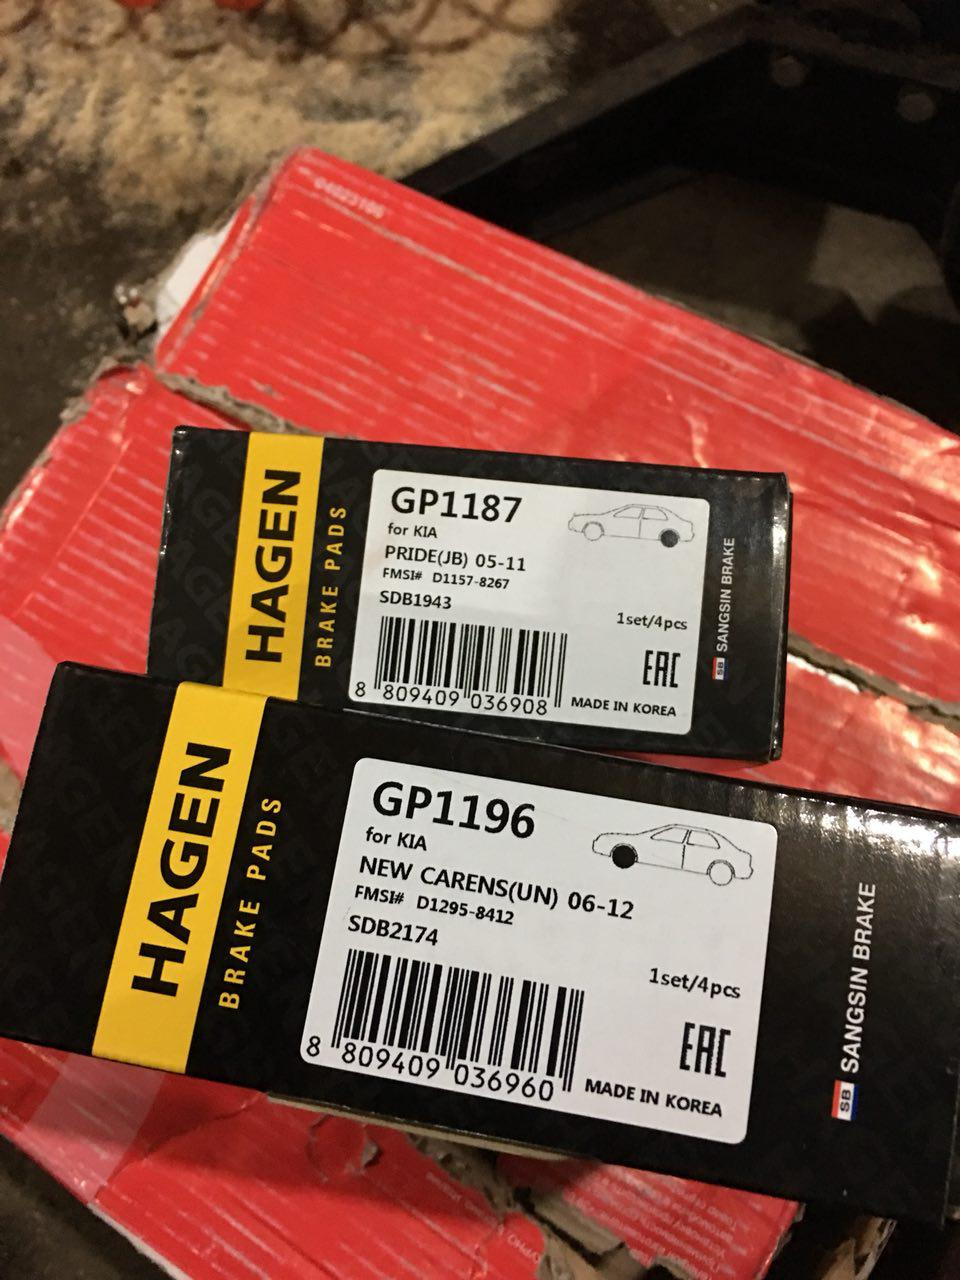 04823186
HAGEN
BRAKE PADS
GP1187
for KIA
PRIDE(JB) 05-11
FMSI# D1157-8267
SDB1943
1set/4pcs
8 809409 036908
EAC
MADE IN KOREA
SB SANGSIN BRAKE
HAGEN
BRAKE PADS
GP1196
for KIA
NEW CARENS(UN) 06-12
FMSI# D1295-8412
SDB2174
1set/4pcs
8 809409 036960
EAC
MADE IN KOREA
SB SANGSIN BRAKE